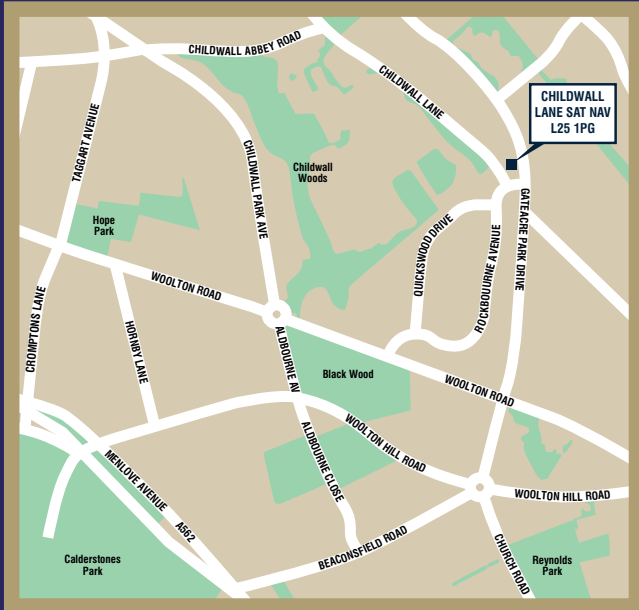 CHILDWALL ABBEY ROAD
CHILDWALL LANE
CHILDWALL
LANE SAT NAV
L25 1PG
TAGGART AVENUE
CHILDWALL PARK AVE
Childwall
Woods
Hope
Park
QUICKSWOOD DRIVE
ROCKBOURNE AVENUE
GATEACRE PARK DRIVE
WOOLTON ROAD
CROMPTONS LANE
HORNBY LANE
ALDBOURNE AV
Black Wood
WOOLTON ROAD
ALDBOURNE CLOSE
WOOLTON HILL ROAD
MENLOVE AVENUE
A562
WOOLTON HILL ROAD
BEACONSFIELD ROAD
CHURCH ROAD
Calderstones
Park
Reynolds
Park